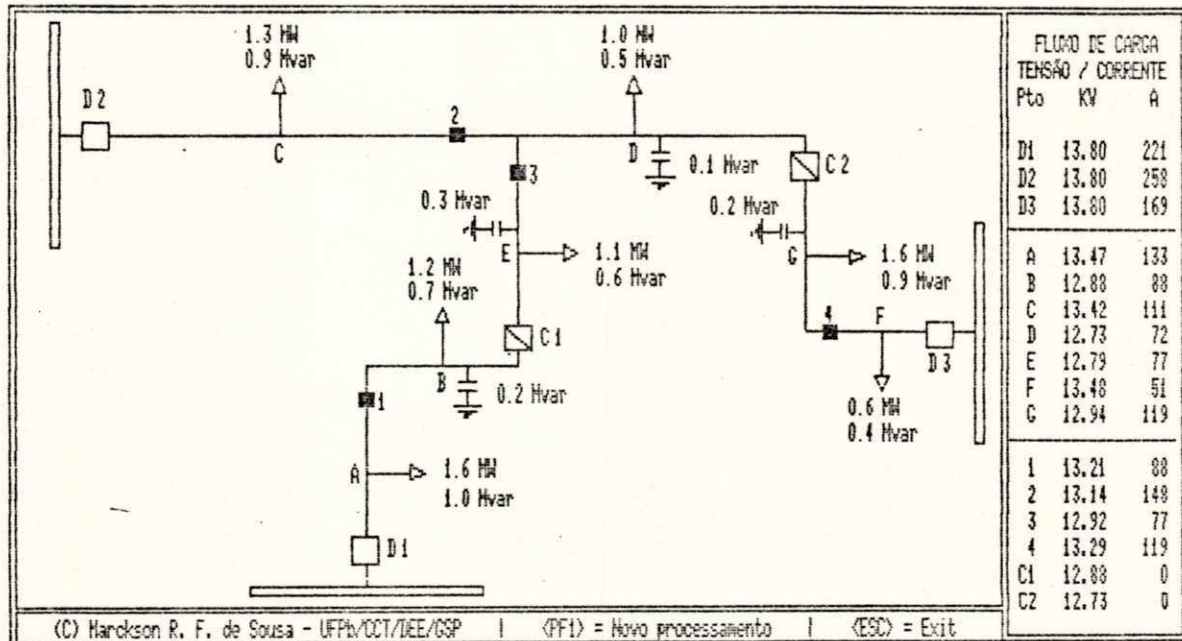 1.3 MW
0.9 Mvar
1.0 MW
0.5 Mvar
D2
2
C
D
0.1 Mvar
C2
3
0.3 Mvar
0.2 Mvar
E
1.1 MW
0.6 Mvar
G
1.6 MW
0.9 Mvar
1.2 MW
0.7 Mvar
4
F
C1
D3
B
0.2 Mvar
1
0.6 MW
0.4 Mvar
A
1.6 MW
1.0 Mvar
D1
FLUXO DE CARGA
TENSÃO / CORRENTE
Pto KV A
D1 13.80 221
D2 13.80 258
D3 13.80 169
A 13.47 133
B 12.88 88
C 13.42 111
D 12.73 72
E 12.79 77
F 13.48 51
G 12.94 119
1 13.21 88
2 13.14 148
3 12.92 77
4 13.29 119
C1 12.88 0
C2 12.73 0
(C) Marckson R. F. de Sousa - UFPb/CCT/DEE/GSP | <PF1> = Novo processamento | <ESC> = Exit